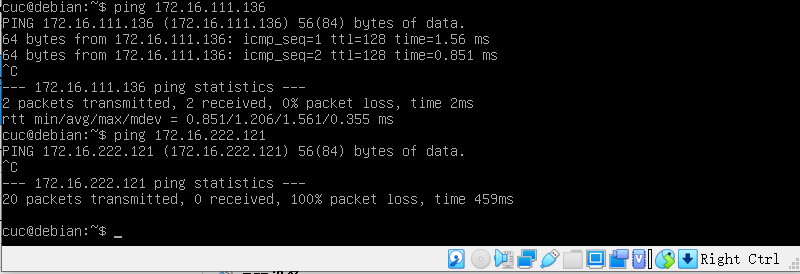 cuc@debian:~$ ping 172.16.111.136
PING 172.16.111.136 (172.16.111.136) 56(84) bytes of data.
64 bytes from 172.16.111.136: icmp_seq=1 ttl=128 time=1.56 ms
64 bytes from 172.16.111.136: icmp_seq=2 ttl=128 time=0.851 ms
^C
--- 172.16.111.136 ping statistics ---
2 packets transmitted, 2 received, 0% packet loss, time 2ms
rtt min/avg/max/mdev = 0.851/1.206/1.561/0.355 ms
cuc@debian:~$ ping 172.16.222.121
PING 172.16.222.121 (172.16.222.121) 56(84) bytes of data.
^C
--- 172.16.222.121 ping statistics ---
20 packets transmitted, 0 received, 100% packet loss, time 459ms
cuc@debian:~$ _
Right Ctrl